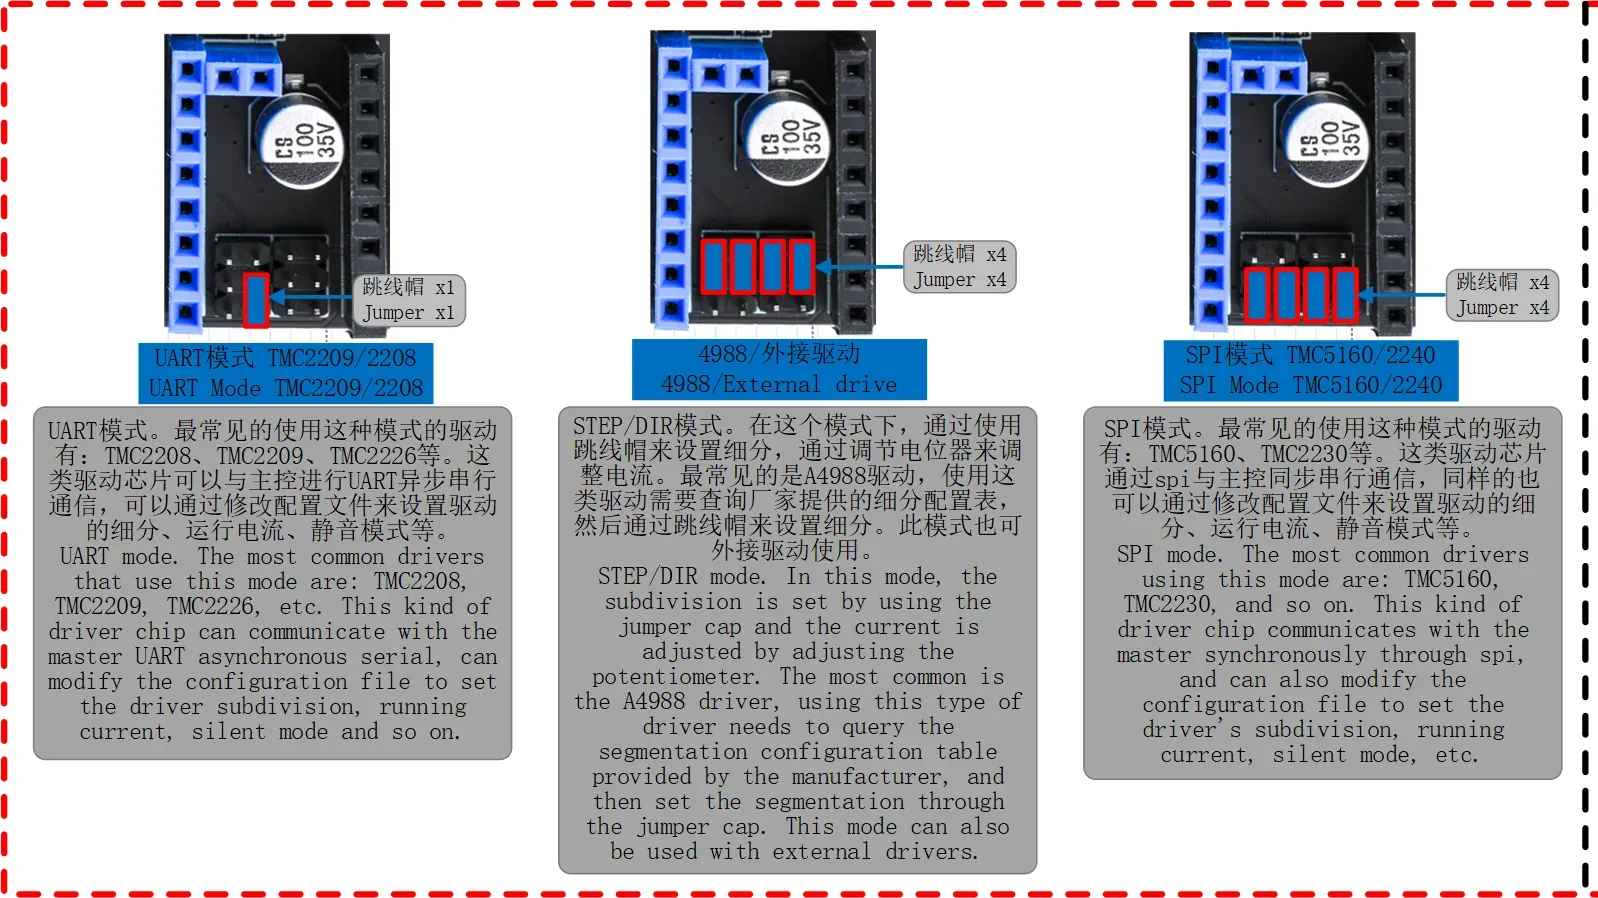 CS
100
35V
跳线帽 x1
Jumper x1
UART模式 TMC2209/2208
UART Mode TMC2209/2208
UART模式。最常见的使用这种模式的驱动
有：TMC2208、TMC2209、TMC2226等。这
类驱动芯片可以与主控进行UART异步串行
通信，可以通过修改配置文件来设置驱动
的细分、运行电流、静音模式等。
UART mode. The most common drivers
that use this mode are: TMC2208,
TMC2209, TMC2226, etc. This kind of
driver chip can communicate with the
master UART asynchronous serial, can
modify the configuration file to set
the driver subdivision, running
current, silent mode and so on.
CS
100
35V
跳线帽 x4
Jumper x4
4988/外接驱动
4988/External drive
STEP/DIR模式。在这个模式下，通过使用
跳线帽来设置细分，通过调节电位器来调
整电流。最常见的是A4988驱动，使用这
类驱动需要查询厂家提供的细分配置表，
然后通过跳线帽来设置细分。此模式也可
外接驱动使用。
STEP/DIR mode. In this mode, the
subdivision is set by using the
jumper cap and the current is
adjusted by adjusting the
potentiometer. The most common is
the A4988 driver, using this type of
driver needs to query the
segmentation configuration table
provided by the manufacturer, and
then set the segmentation through
the jumper cap. This mode can also
be used with external drivers.
CS
100
35V
跳线帽 x4
Jumper x4
SPI模式 TMC5160/2240
SPI Mode TMC5160/2240
SPI模式。最常见的使用这种模式的驱动
有：TMC5160、TMC2230等。这类驱动芯片
通过spi与主控同步串行通信，同样的也
可以通过修改配置文件来设置驱动的细
分、运行电流、静音模式等。
SPI mode. The most common drivers
using this mode are: TMC5160,
TMC2230, and so on. This kind of
driver chip communicates with the
master synchronously through spi,
and can also modify the
configuration file to set the
driver's subdivision, running
current, silent mode, etc.